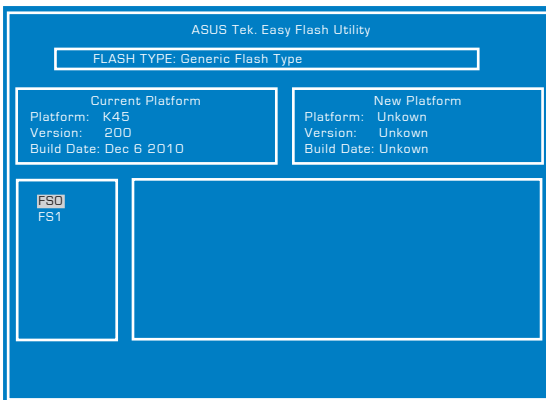 ASUS Tek. Easy Flash Utility
FLASH TYPE: Generic Flash Type
Current Platform
Platform: K45
Version: 200
Build Date: Dec 6 2010
New Platform
Platform: Unkown
Version: Unkown
Build Date: Unkown
FS0
FS1